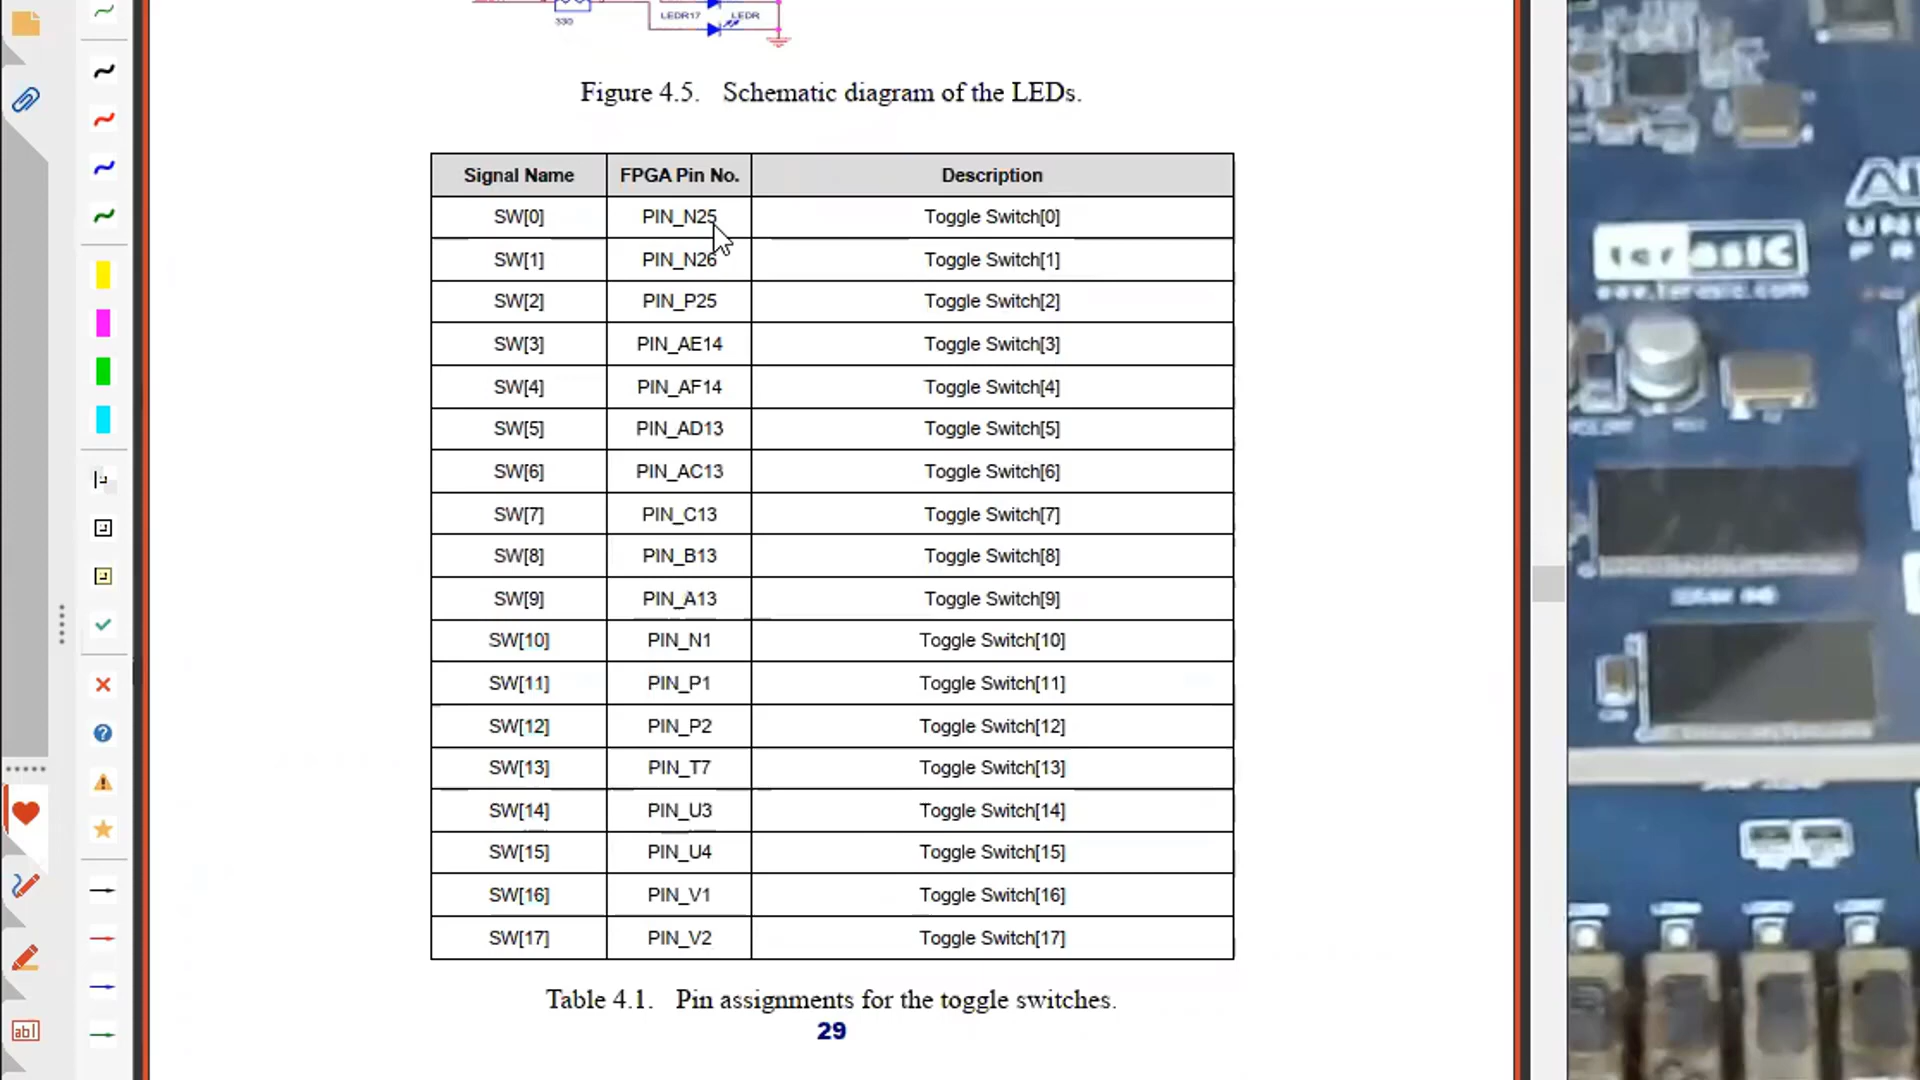 LEDR17 LEDR
330
Figure 4.5. Schematic diagram of the LEDs.
Signal Name FPGA Pin No. Description
SW[0] PIN_N25 Toggle Switch[0]
SW[1] PIN_N26 Toggle Switch[1]
SW[2] PIN_P25 Toggle Switch[2]
SW[3] PIN_AE14 Toggle Switch[3]
SW[4] PIN_AF14 Toggle Switch[4]
SW[5] PIN_AD13 Toggle Switch[5]
SW[6] PIN_AC13 Toggle Switch[6]
SW[7] PIN_C13 Toggle Switch[7]
SW[8] PIN_B13 Toggle Switch[8]
SW[9] PIN_A13 Toggle Switch[9]
SW[10] PIN_N1 Toggle Switch[10]
SW[11] PIN_P1 Toggle Switch[11]
SW[12] PIN_P2 Toggle Switch[12]
SW[13] PIN_T7 Toggle Switch[13]
SW[14] PIN_U3 Toggle Switch[14]
SW[15] PIN_U4 Toggle Switch[15]
SW[16] PIN_V1 Toggle Switch[16]
SW[17] PIN_V2 Toggle Switch[17]
Table 4.1. Pin assignments for the toggle switches.
29
abl
terasIC
www.terasic.com